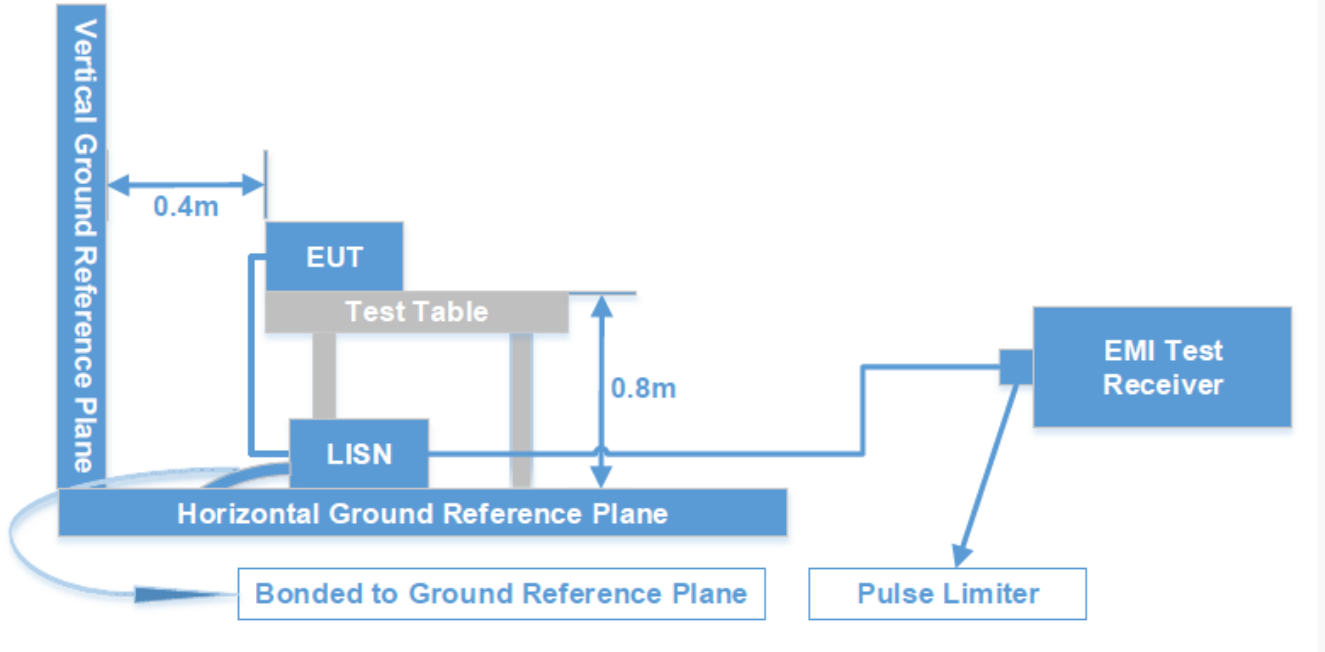 Vertical Ground Reference Plane
0.4m
EUT
Test Table
0.8m
EMI Test
Receiver
LISN
Horizontal Ground Reference Plane
Bonded to Ground Reference Plane
Pulse Limiter